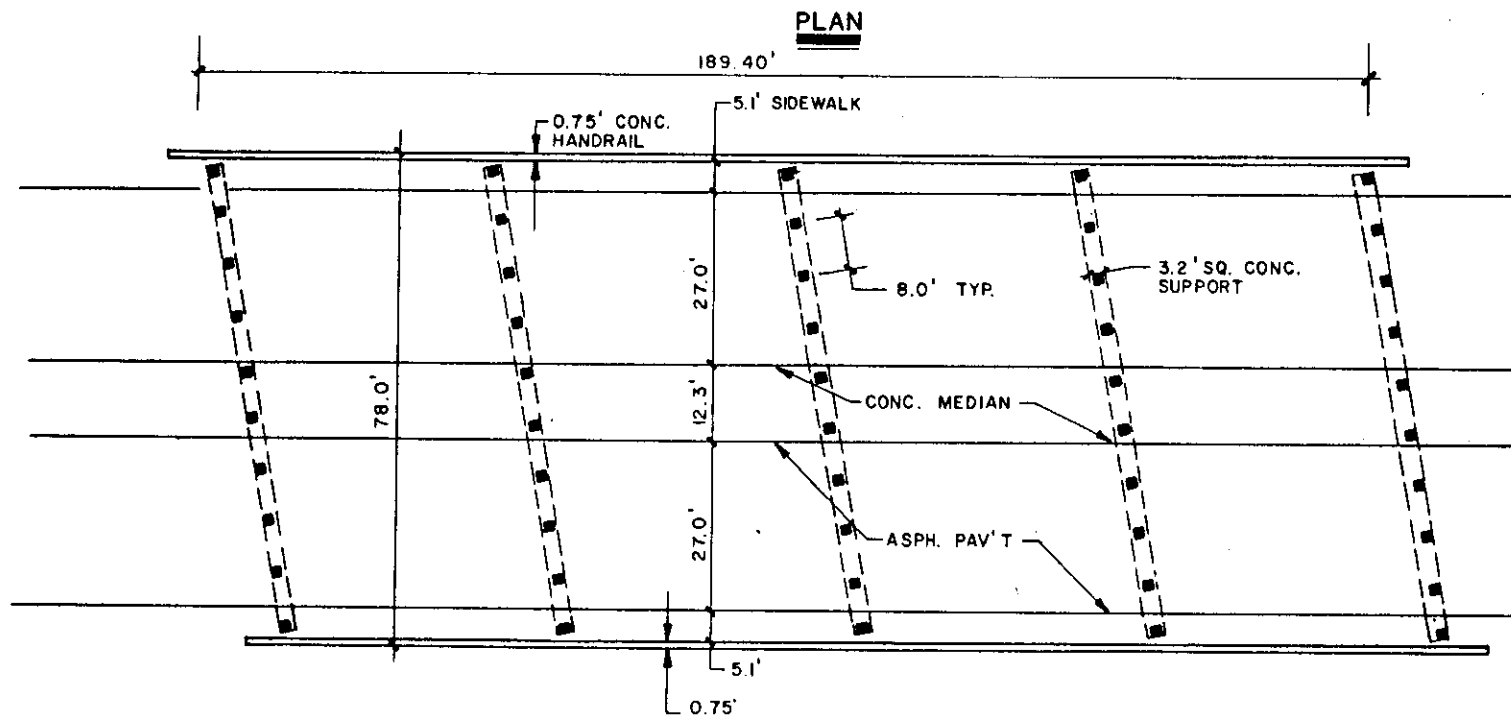 PLAN
189.40'
5.1' SIDEWALK
0.75' CONC.
HANDRAIL
27.0'
8.0' TYP.
3.2' SQ. CONC.
SUPPORT
78.0'
12.3'
CONC. MEDIAN
27.0'
ASPH. PAV'T
5.1'
0.75'